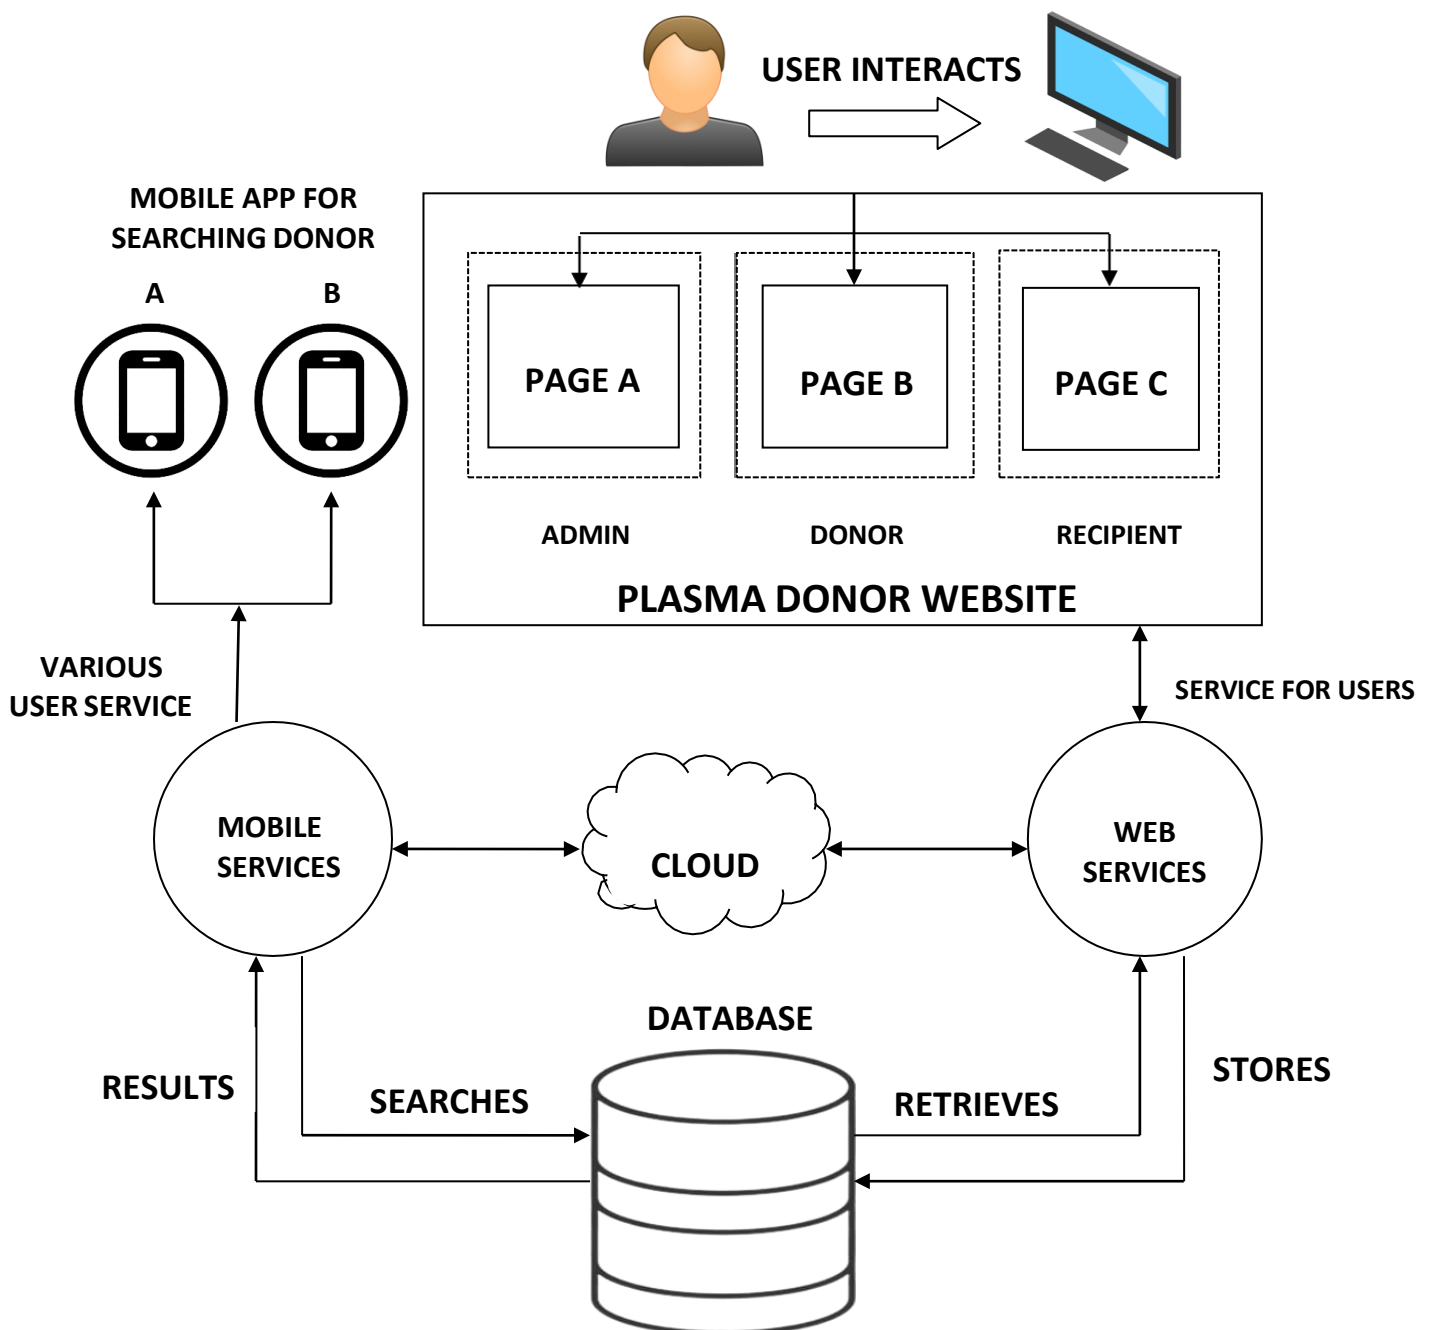 USER INTERACTS
MOBILE APP FOR
SEARCHING DONOR
A
B
PAGE A
PAGE B
PAGE C
ADMIN
DONOR
RECIPIENT
PLASMA DONOR WEBSITE
VARIOUS
USER SERVICE
SERVICE FOR USERS
MOBILE
SERVICES
CLOUD
WEB
SERVICES
DATABASE
RESULTS
SEARCHES
RETRIEVES
STORES